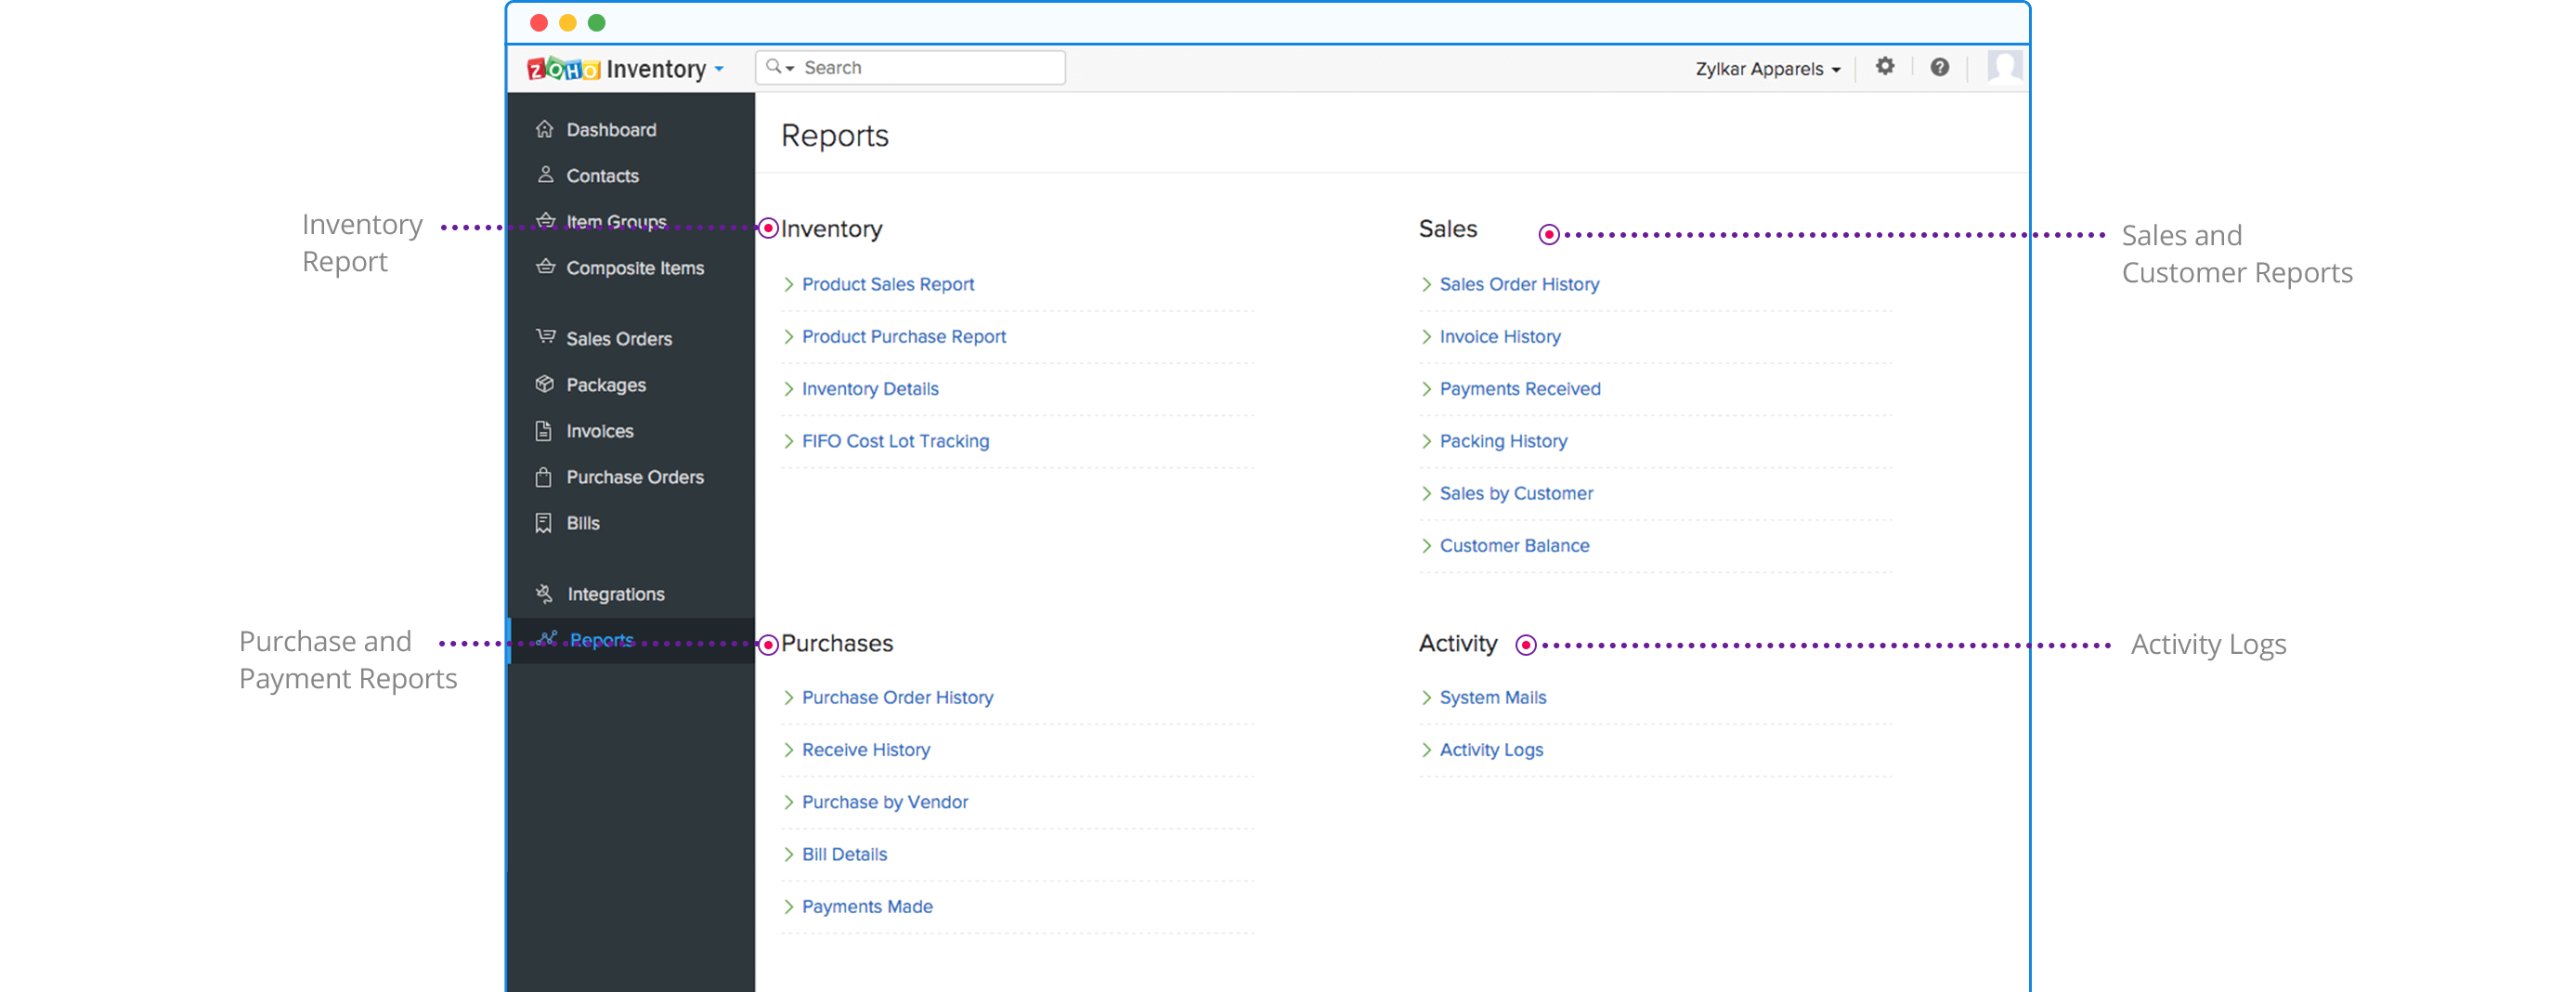 ZOHO Inventory
Search
Zylkar Apparels
Dashboard
Contacts
Item Groups
Composite Items
Sales Orders
Packages
Invoices
Purchase Orders
Bills
Integrations
Reports
Reports
Inventory
Report
Inventory
Product Sales Report
Product Purchase Report
Inventory Details
FIFO Cost Lot Tracking
Sales
Sales Order History
Invoice History
Payments Received
Packing History
Sales by Customer
Customer Balance
Sales and
Customer Reports
Purchase and
Payment Reports
Purchases
Purchase Order History
Receive History
Purchase by Vendor
Bill Details
Payments Made
Activity
System Mails
Activity Logs
Activity Logs